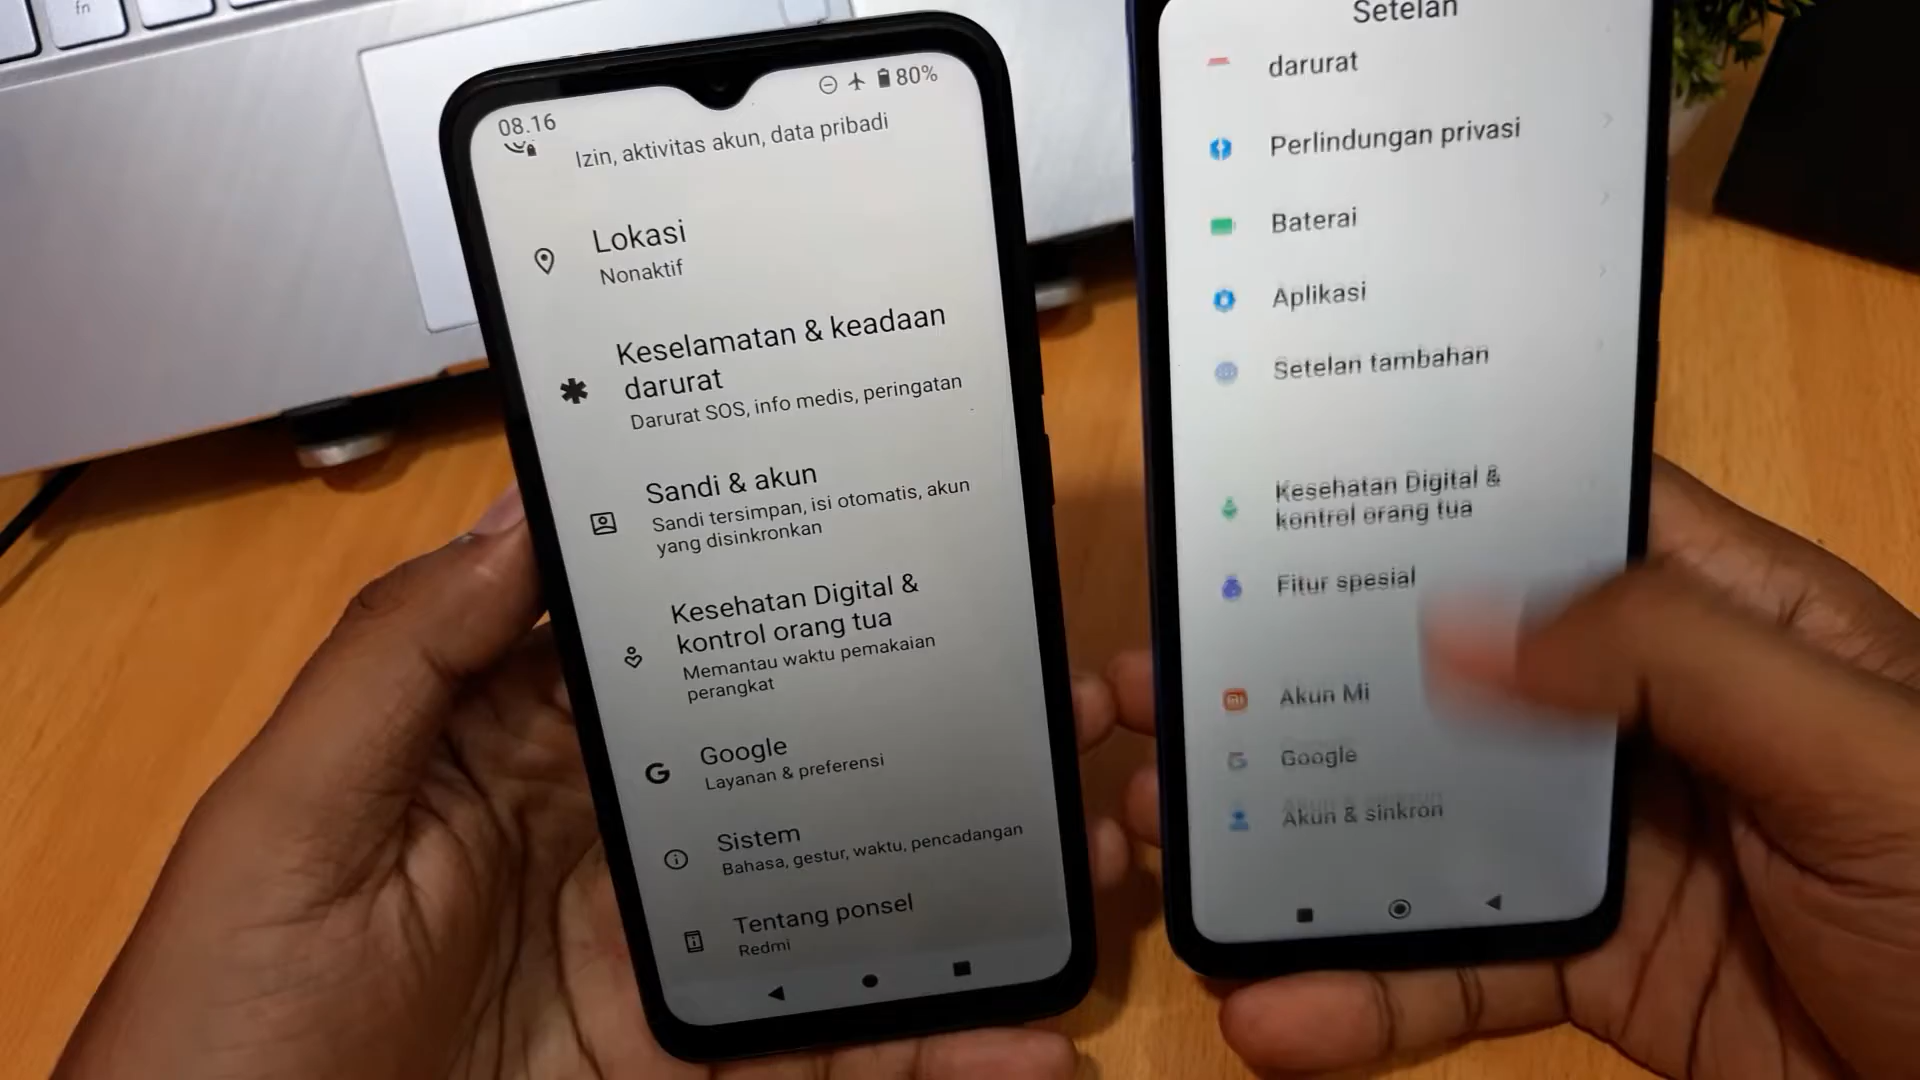 fn
08.16
80%
Izin, aktivitas akun, data pribadi
Lokasi
Nonaktif
Keselamatan & keadaan
darurat
Darurat SOS, info medis, peringatan
Sandi & akun
Sandi tersimpan, isi otomatis, akun
yang disinkronkan
Kesehatan Digital &
kontrol orang tua
Memantau waktu pemakaian
perangkat
Google
Layanan & preferensi
Sistem
Bahasa, gestur, waktu, pencadangan
Tentang ponsel
Redmi
Setelan
darurat
Perlindungan privasi
Baterai
Aplikasi
Setelan tambahan
Kesehatan Digital &
kontrol orang tua
Fitur spesial
Akun Mi
Google
Akun & sinkron